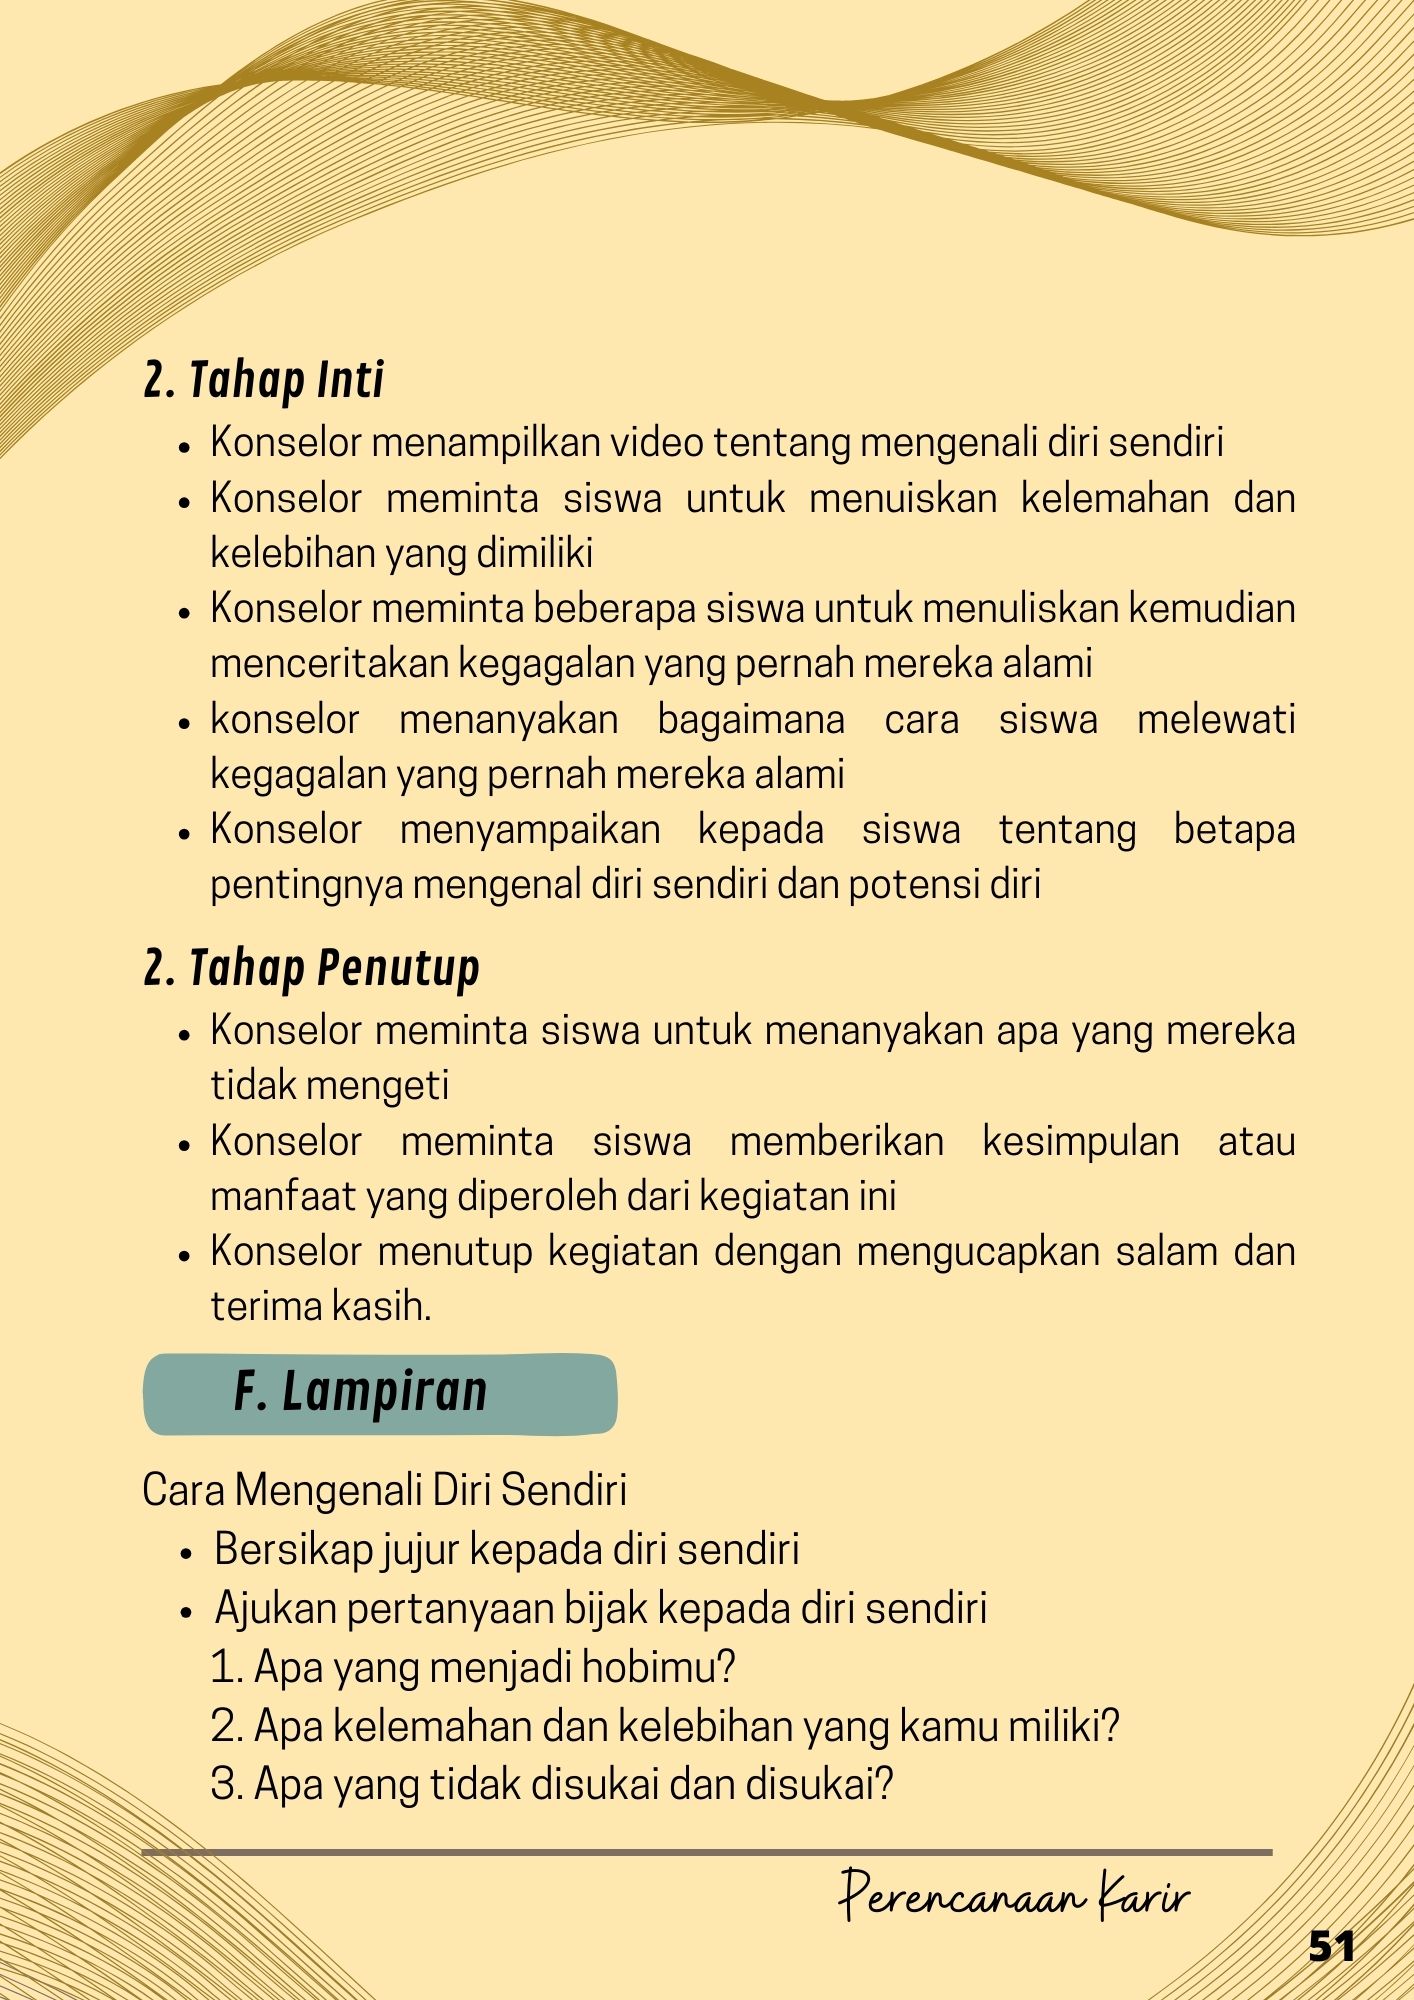 2. Tahap Inti
• Konselor menampilkan video tentang mengenali diri sendiri
• Konselor meminta siswa untuk menuiskan kelemahan dan
kelebihan yang dimiliki
• Konselor meminta beberapa siswa untuk menuliskan kemudian
menceritakan kegagalan yang pernah mereka alami
• konselor menanyakan bagaimana cara siswa melewati
kegagalan yang pernah mereka alami
• Konselor menyampaikan kepada siswa tentang betapa
pentingnya mengenal diri sendiri dan potensi diri
2. Tahap Penutup
• Konselor meminta siswa untuk menanyakan apa yang mereka
tidak mengeti
• Konselor meminta siswa memberikan kesimpulan atau
manfaat yang diperoleh dari kegiatan ini
• Konselor menutup kegiatan dengan mengucapkan salam dan
terima kasih.
F. Lampiran
Cara Mengenali Diri Sendiri
• Bersikap jujur kepada diri sendiri
• Ajukan pertanyaan bijak kepada diri sendiri
1. Apa yang menjadi hobimu?
2. Apa kelemahan dan kelebihan yang kamu miliki?
3. Apa yang tidak disukai dan disukai?
Perencanaan Karir
51